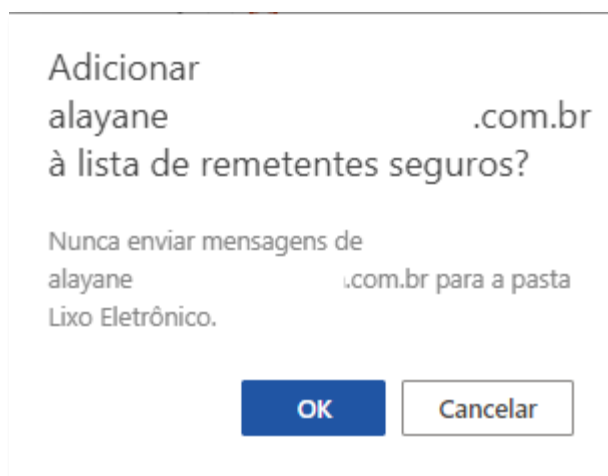 Adicionar
alayane .com.br
à lista de remetentes seguros?
Nunca enviar mensagens de
alayane .com.br para a pasta
Lixo Eletrônico.
OK Cancelar